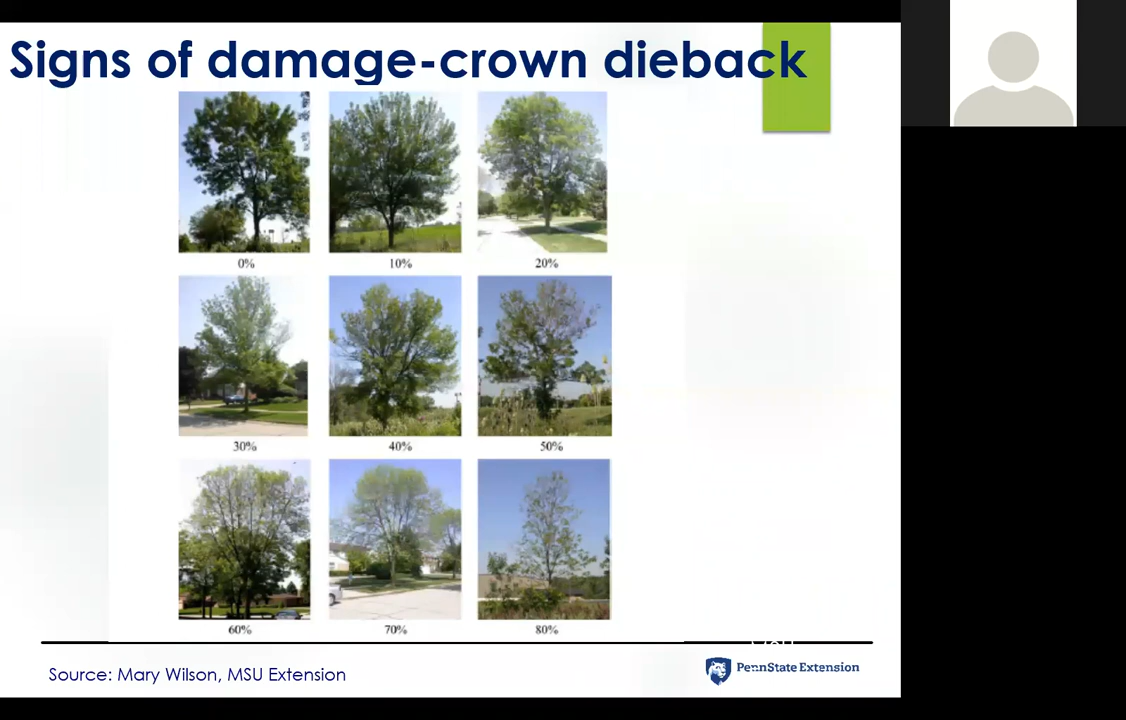 Signs of damage-crown dieback
0% 10% 20%
30% 40% 50%
60% 70% 80%
Source: Mary Wilson, MSU Extension
PennState Extension